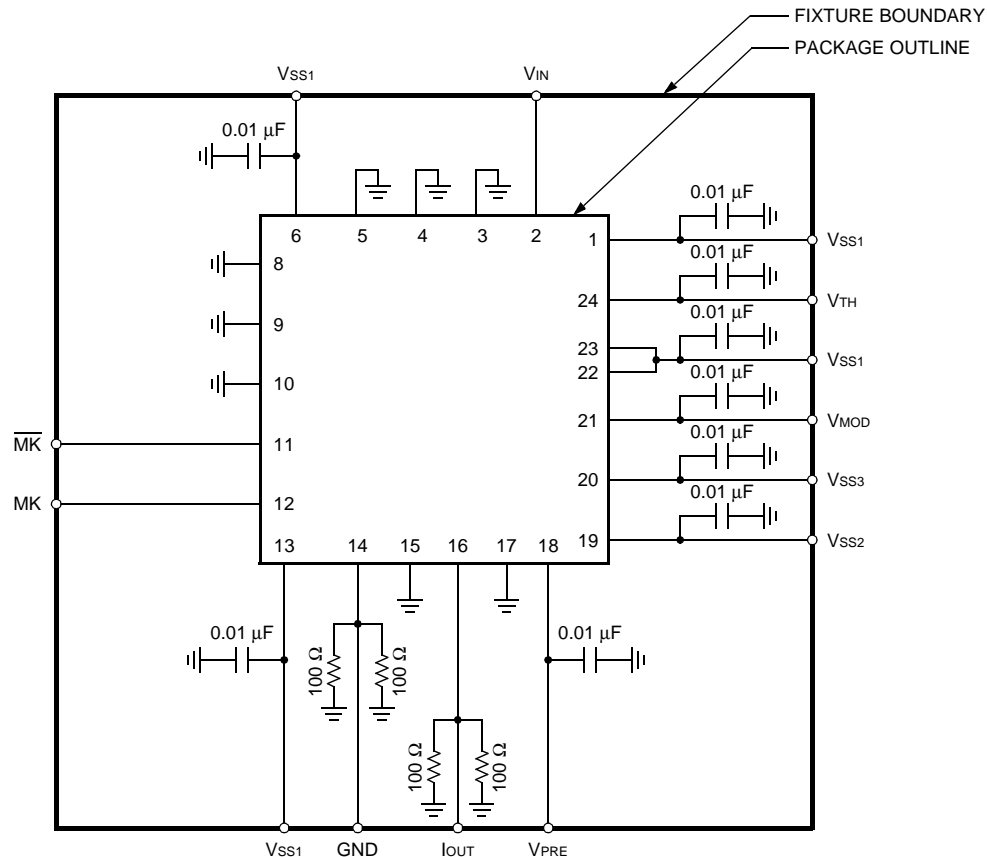 FIXTURE BOUNDARY
PACKAGE OUTLINE
VSS1
VIN
0.01 µF
6
5
4
3
2
1
0.01 µF
VSS1
8
24
0.01 µF
VTH
9
23
22
0.01 µF
VSS1
10
21
0.01 µF
VMOD
MK
11
20
0.01 µF
VSS3
MK
12
19
0.01 µF
VSS2
13
14
15
16
17
18
0.01 µF
100 Ω
100 Ω
0.01 µF
100 Ω
100 Ω
VSS1
GND
IOUT
VPRE